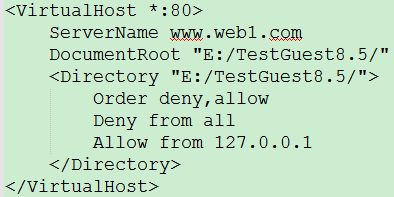 <VirtualHost *:80>
ServerName www.web1.com
DocumentRoot "E:/TestGuest8.5/"
<Directory "E:/TestGuest8.5/">
Order deny,allow
Deny from all
Allow from 127.0.0.1
</Directory>
</VirtualHost>